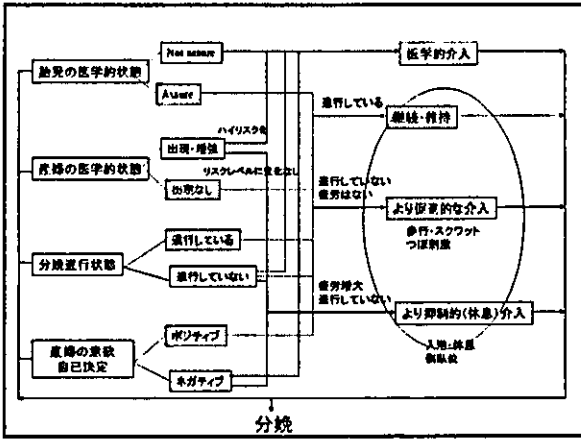 Not assure
医学的介入
胎児の医学的状態
Assure
進行している
継続・維持
ハイリスク化
出現・増強
リスクレベルに変化なし
産婦の医学的状態
出現なし
進行していない
疲労はない
より促進的な介入
歩行・スクワット
つぼ刺激
進行している
分娩進行状態
進行していない
疲労増大
進行していない
より抑制的(休息)介入
ポジティブ
産婦の意欲
自己決定
入浴・休息
側臥位
ネガティブ
分娩